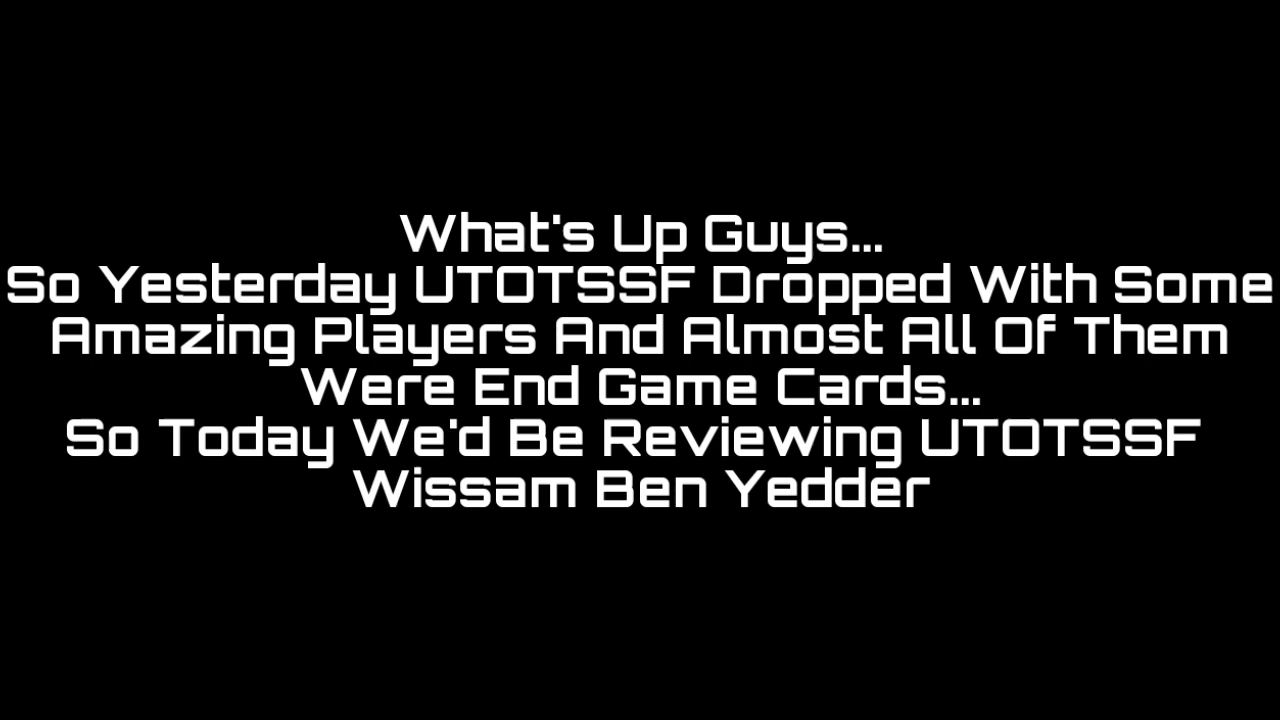 What's Up Guys...
So Yesterday UTOTSSF Dropped With Some
Amazing Players And Almost All Of Them
Were End Game Cards...
So Today We'd Be Reviewing UTOTSSF
Wissam Ben Yedder